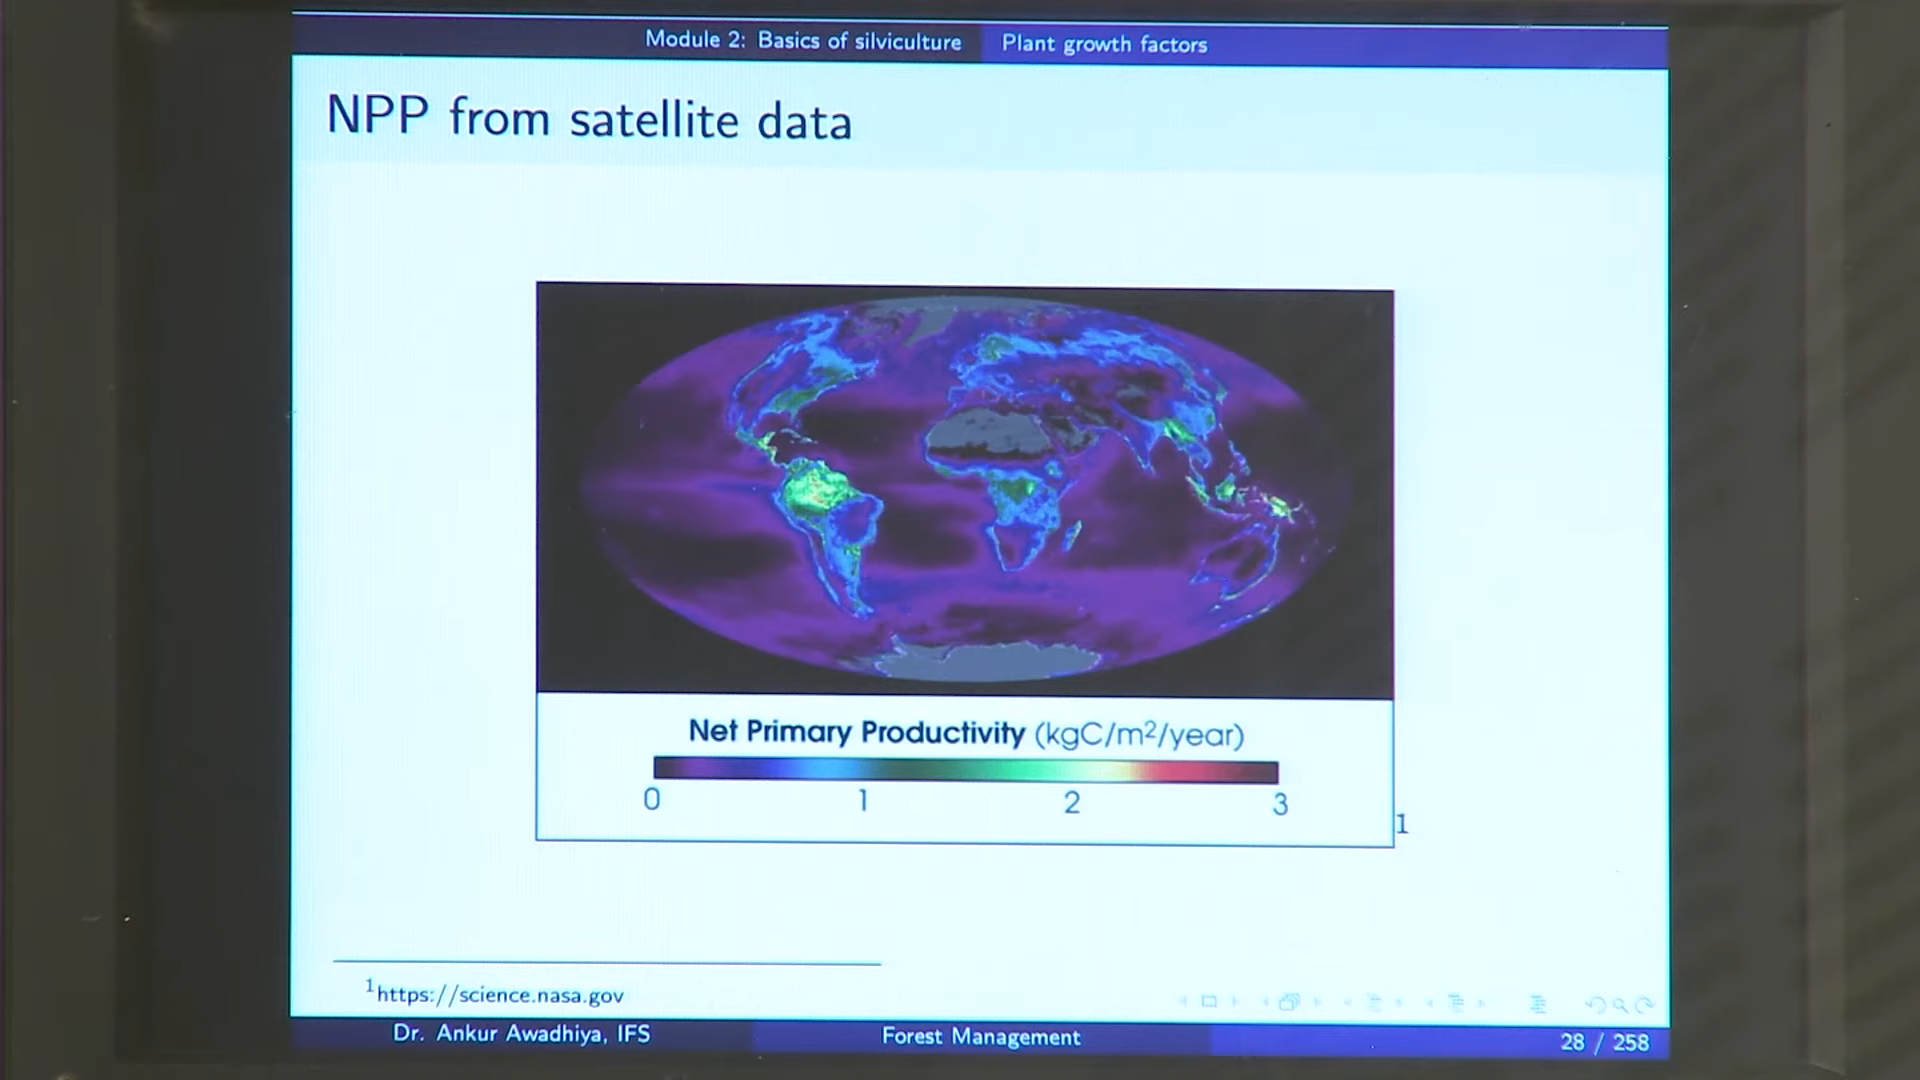 Module 2: Basics of silviculture Plant growth factors
NPP from satellite data
Net Primary Productivity (kgC/m²/year)
0 1 2 3
1
¹https://science.nasa.gov
Dr. Ankur Awadhiya, IFS Forest Management 28 / 258